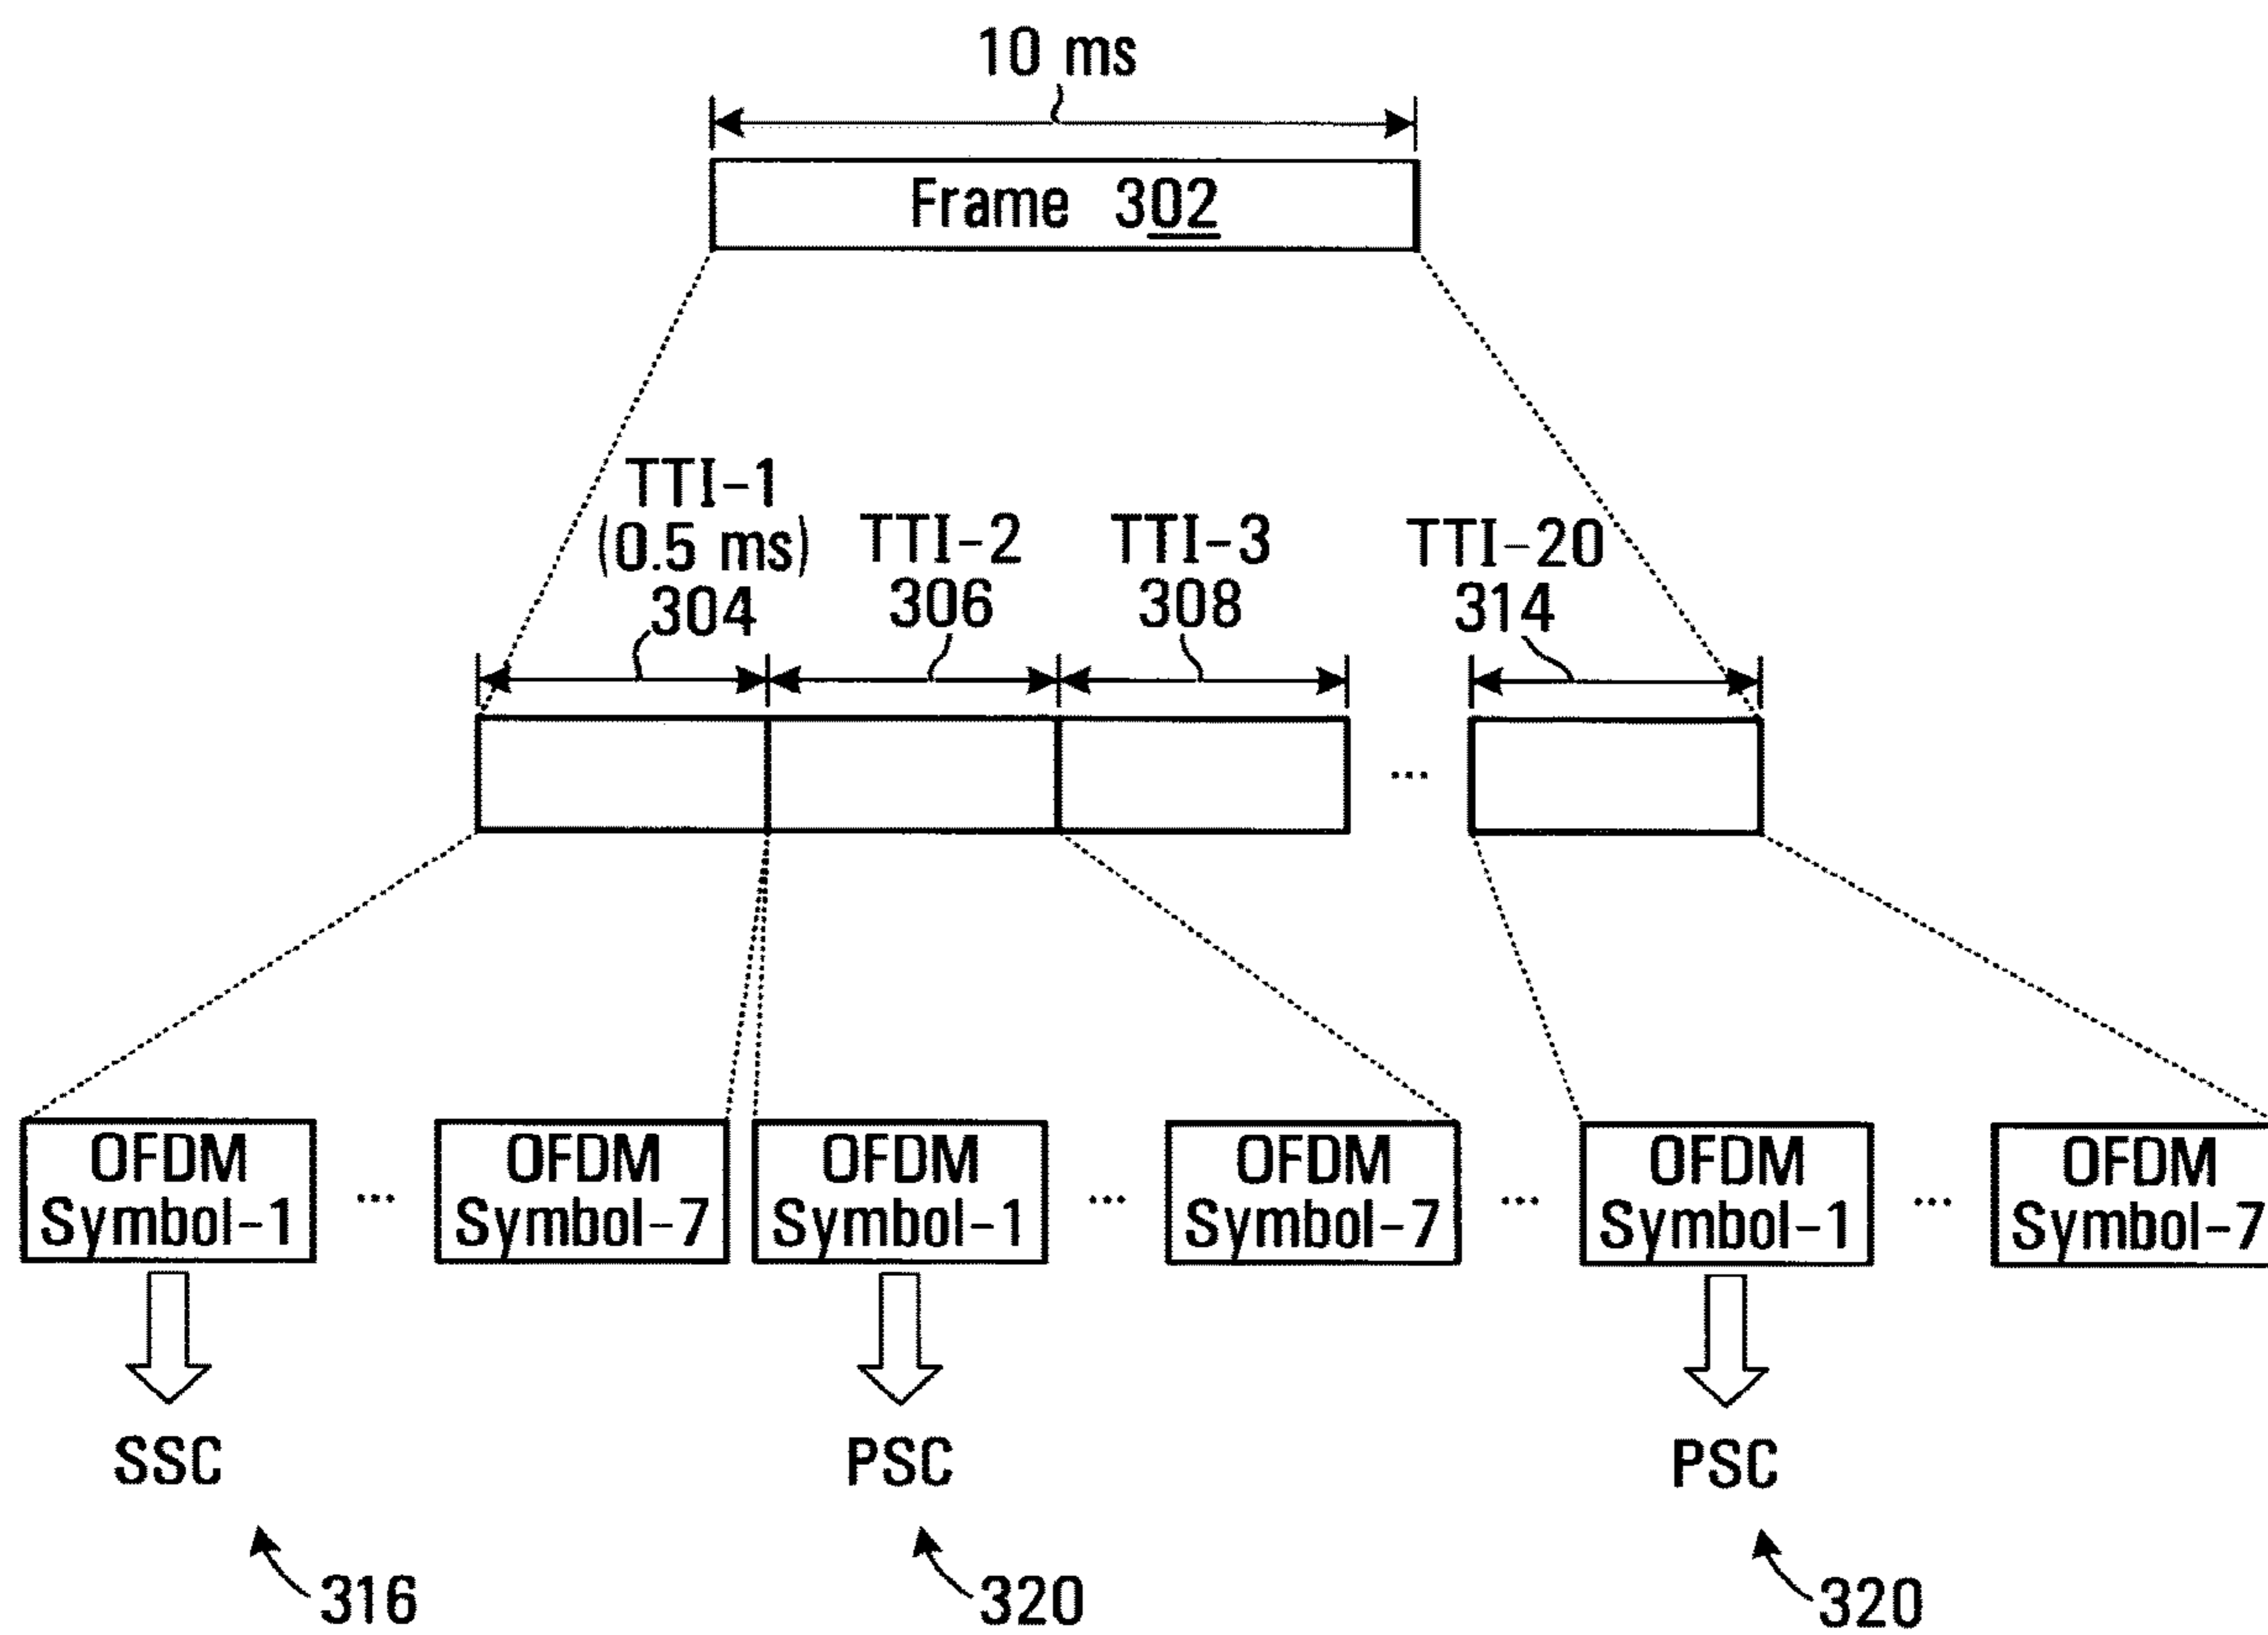 10 ms
Frame 302
TTI-1
(0.5 ms)
304
TTI-2
306
TTI-3
308
TTI-20
314
...
OFDM
Symbol-1
...
OFDM
Symbol-7
OFDM
Symbol-1
...
OFDM
Symbol-7
...
OFDM
Symbol-1
...
OFDM
Symbol-7
SSC
PSC
PSC
316
320
320